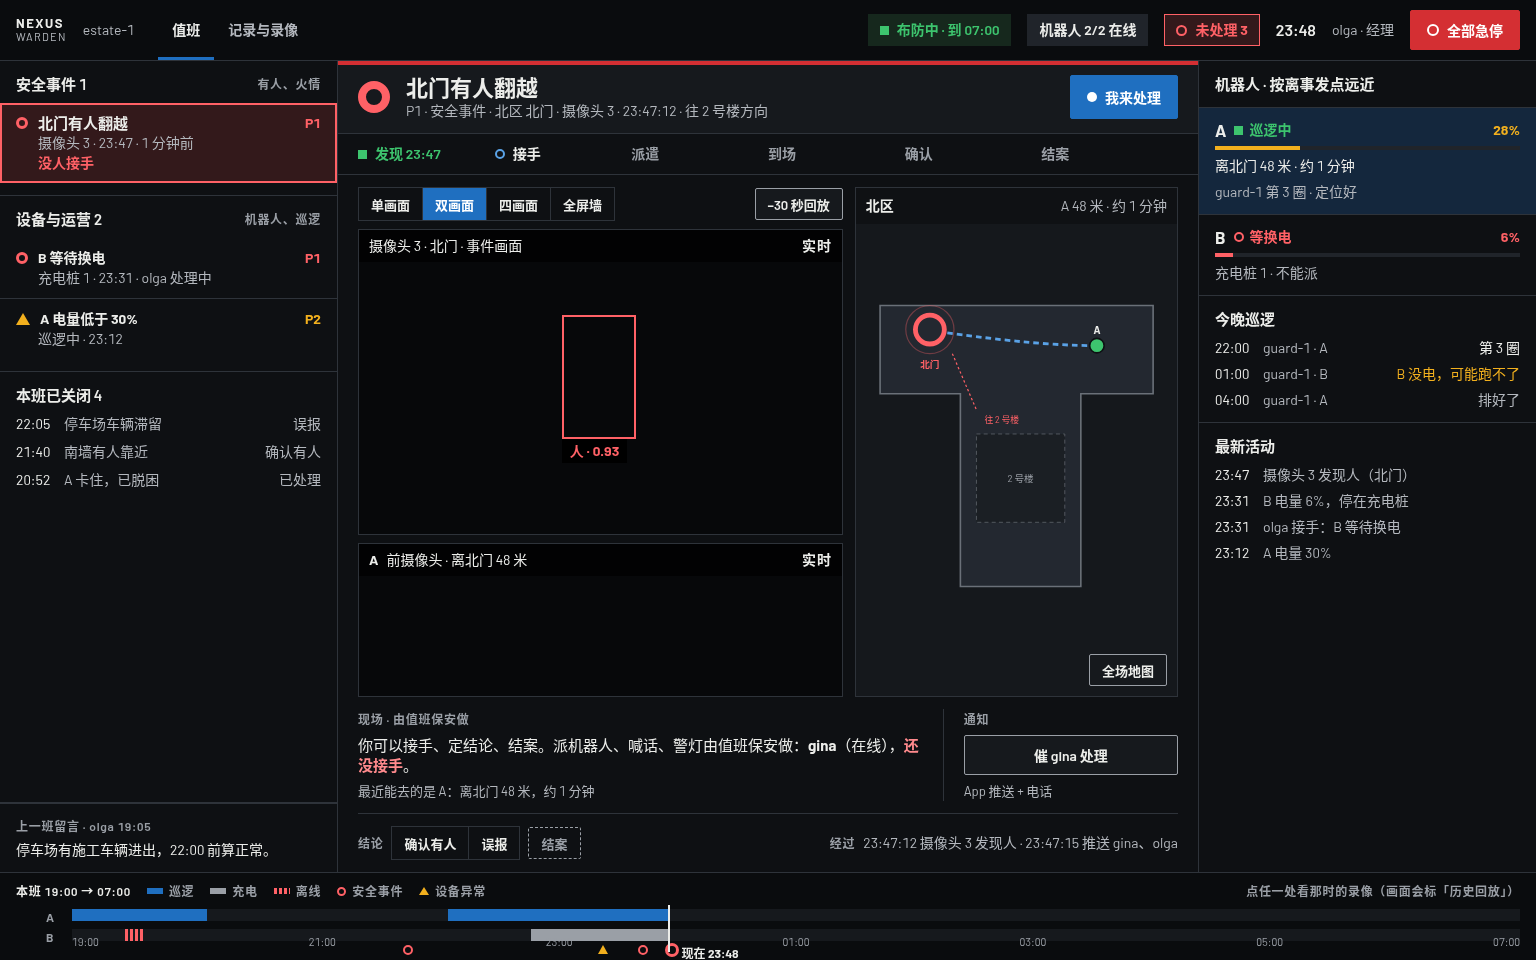 NEXUS
WARDEN
estate-1
值班
记录与录像
布防中 · 到 07:00
机器人 2/2 在线
未处理 3
23:48
olga · 经理
全部急停
安全事件 1
有人、火情
北门有人翻越
P1
摄像头 3 · 23:47 · 1 分钟前
没人接手
设备与运营 2
机器人、巡逻
B 等待换电
P1
充电桩 1 · 23:31 · olga 处理中
A 电量低于 30%
P2
巡逻中 · 23:12
本班已关闭 4
22:05 停车场车辆滞留 误报
21:40 南墙有人靠近 确认有人
20:52 A 卡住，已脱困 已处理
上一班留言 · olga 19:05
停车场有施工车辆进出，22:00 前算正常。
北门有人翻越
P1 · 安全事件 · 北区 北门 · 摄像头 3 · 23:47:12 · 往 2 号楼方向
我来处理
发现 23:47
接手
派遣
到场
确认
结案
单画面
双画面
四画面
全屏墙
−30 秒回放
摄像头 3 · 北门 · 事件画面
实时
人 · 0.93
A 前摄像头 · 离北门 48 米
实时
北区
A 48 米 · 约 1 分钟
A
北门
往 2 号楼
2 号楼
全场地图
现场 · 由值班保安做
你可以接手、定结论、结案。派机器人、喊话、警灯由值班保安做：gina（在线），还
没接手。
最近能去的是 A：离北门 48 米，约 1 分钟
通知
催 gina 处理
App 推送 + 电话
结论
确认有人
误报
结案
经过 23:47:12 摄像头 3 发现人 · 23:47:15 推送 gina、olga
机器人 · 按离事发点远近
A 巡逻中
28%
离北门 48 米 · 约 1 分钟
guard-1 第 3 圈 · 定位好
B 等换电
6%
充电桩 1 · 不能派
今晚巡逻
22:00 guard-1 · A 第 3 圈
01:00 guard-1 · B B 没电，可能跑不了
04:00 guard-1 · A 排好了
最新活动
23:47 摄像头 3 发现人（北门）
23:31 B 电量 6%，停在充电桩
23:31 olga 接手：B 等待换电
23:12 A 电量 30%
本班 19:00 → 07:00
巡逻
充电
离线
安全事件
设备异常
点任一处看那时的录像（画面会标「历史回放」）
A
B
19:00
21:00
23:00
01:00
03:00
05:00
07:00
现在 23:48